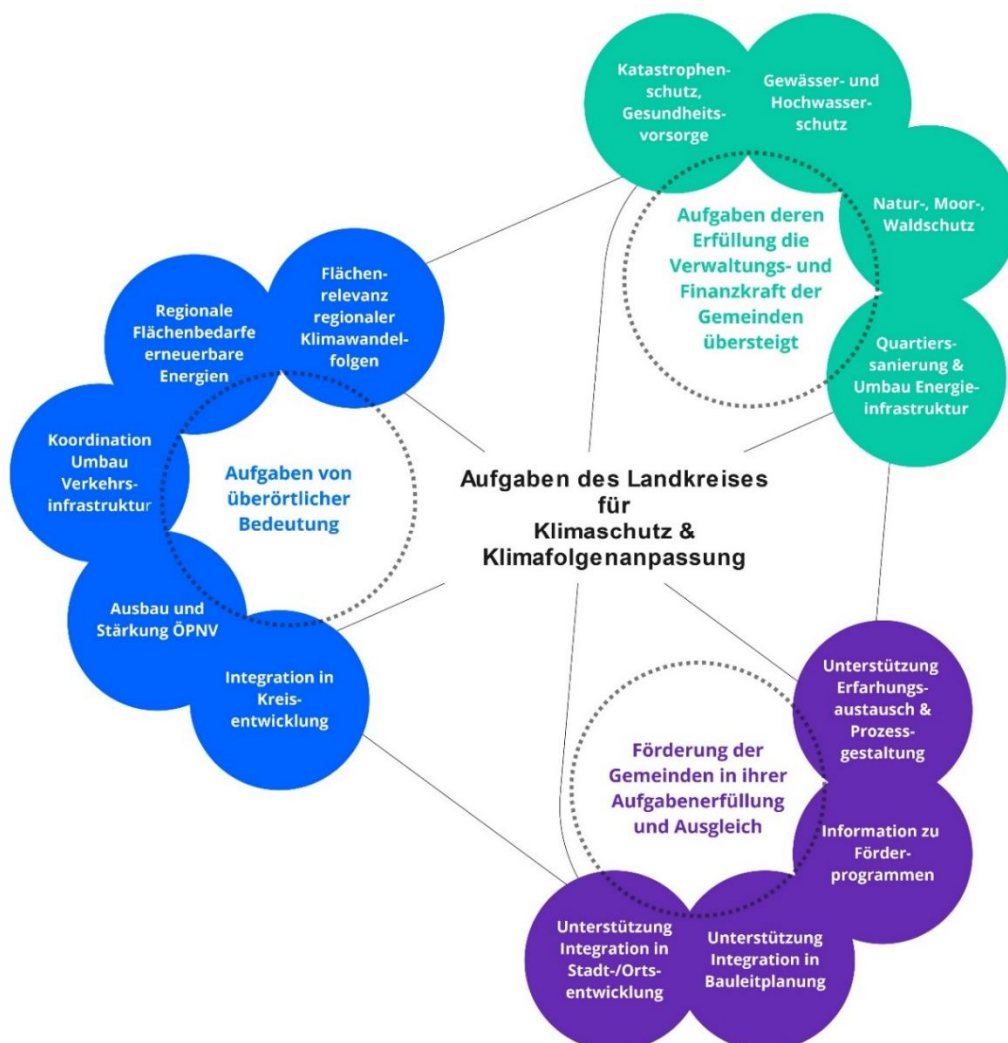 Katastrophen-
schutz,
Gesundheits-
vorsorge
Gewässer- und
Hochwasser-
schutz
Natur-, Moor-,
Waldschutz
Quartiers-
sanierung &
Umbau Energie-
infrastruktur
Aufgaben deren
Erfüllung die
Verwaltungs- und
Finanzkraft der
Gemeinden
übersteigt
Flächen-
relevanz
regionaler
Klimawandel-
folgen
Regionale
Flächenbedarfe
erneuerbare
Energien
Koordination
Umbau
Verkehrs-
infrastruktur
Ausbau und
Stärkung ÖPNV
Integration in
Kreis-
entwicklung
Aufgaben von
überörtlicher
Bedeutung
Aufgaben des Landkreises
für
Klimaschutz &
Klimafolgenanpassung
Unterstützung
Erfarhungs-
austausch &
Prozess-
gestaltung
Information zu
Förder-
programmen
Unterstützung
Integration in
Bauleitplanung
Unterstützung
Integration in
Stadt-/Orts-
entwicklung
Förderung der
Gemeinden in ihrer
Aufgabenerfüllung
und Ausgleich